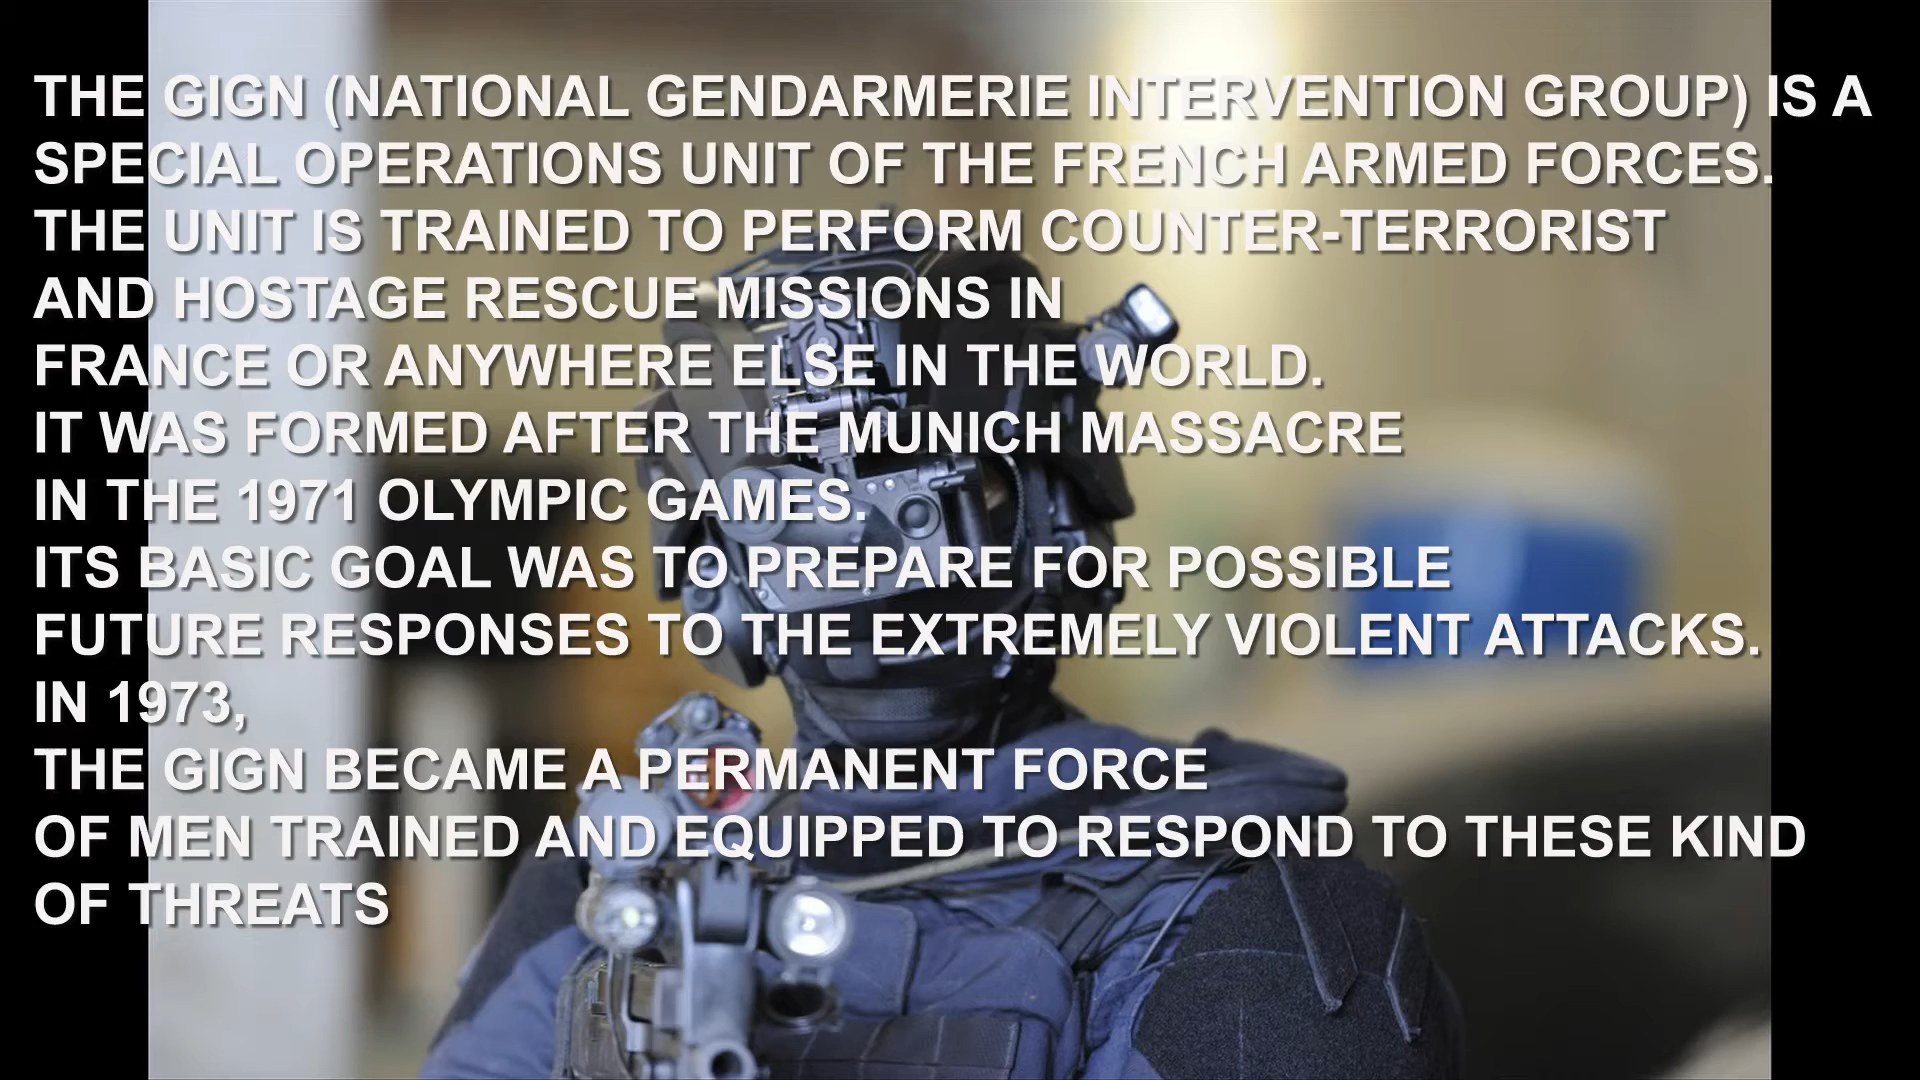 THE GIGN (NATIONAL GENDARMERIE INTERVENTION GROUP) IS A
SPECIAL OPERATIONS UNIT OF THE FRENCH ARMED FORCES.
THE UNIT IS TRAINED TO PERFORM COUNTER-TERRORIST
AND HOSTAGE RESCUE MISSIONS IN
FRANCE OR ANYWHERE ELSE IN THE WORLD.
IT WAS FORMED AFTER THE MUNICH MASSACRE
IN THE 1971 OLYMPIC GAMES.
ITS BASIC GOAL WAS TO PREPARE FOR POSSIBLE
FUTURE RESPONSES TO THE EXTREMELY VIOLENT ATTACKS.
IN 1973,
THE GIGN BECAME A PERMANENT FORCE
OF MEN TRAINED AND EQUIPPED TO RESPOND TO THESE KIND
OF THREATS